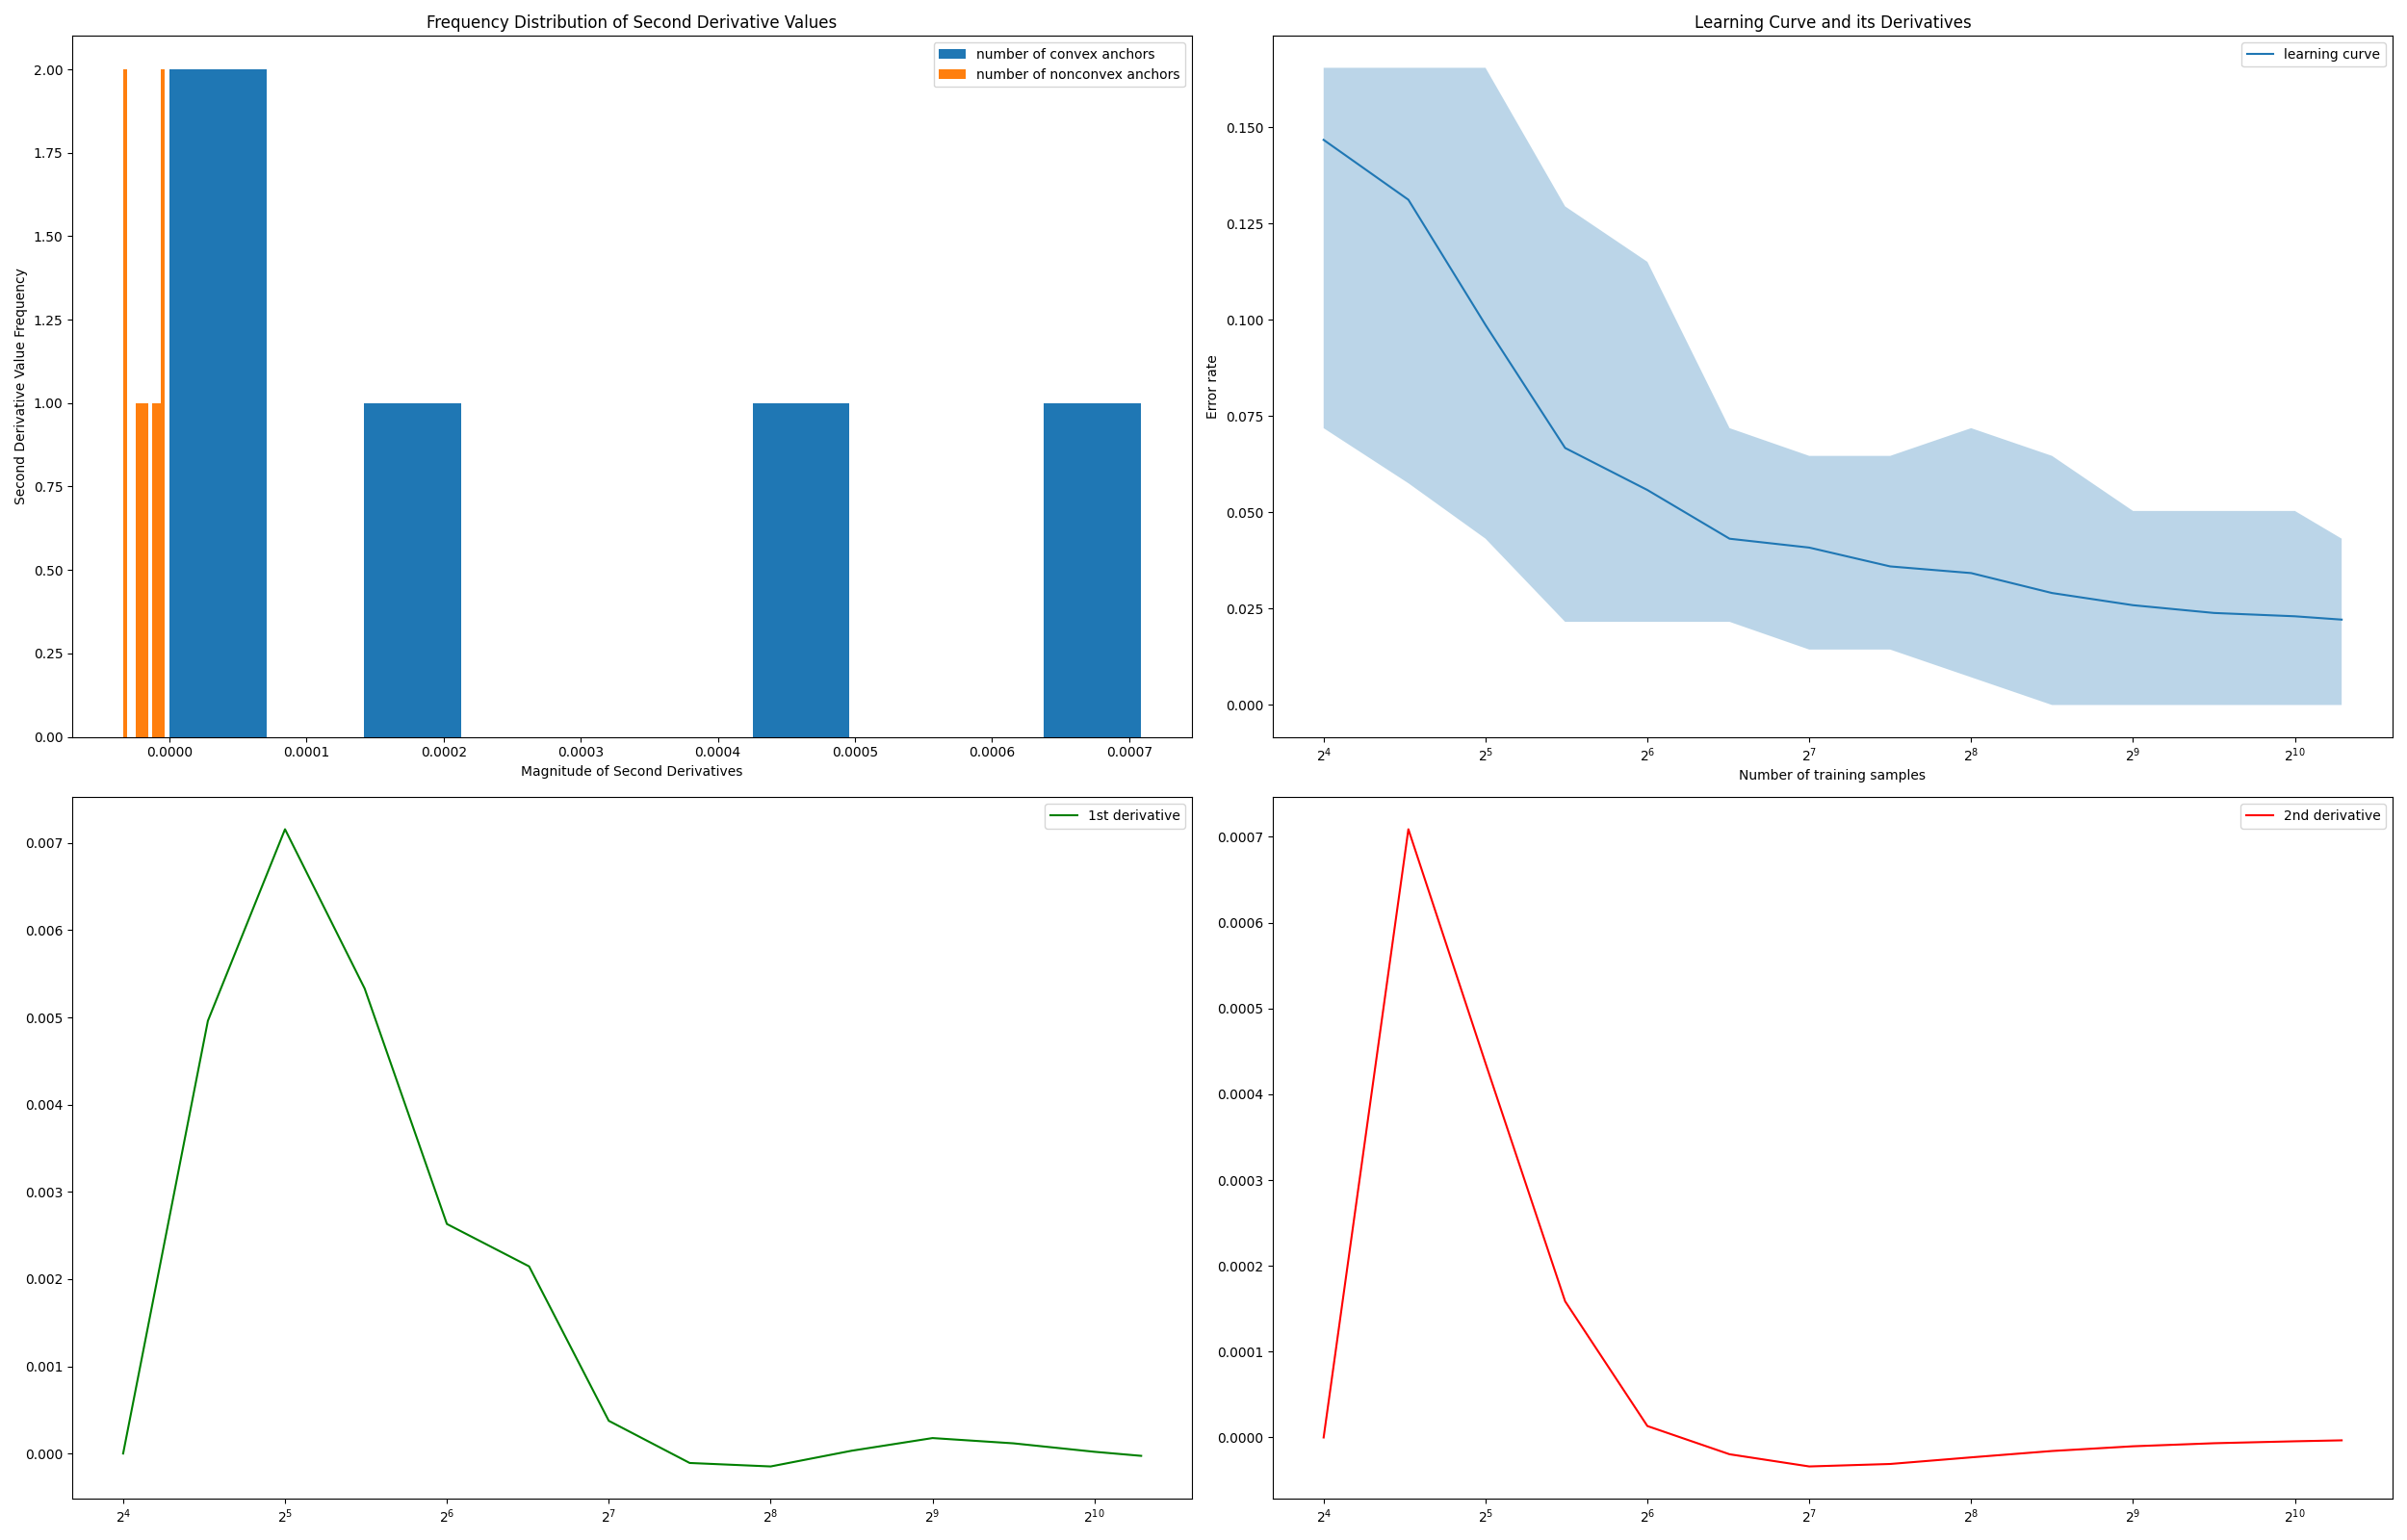 Frequency Distribution of Second Derivative Values
number of convex anchors
number of nonconvex anchors
2.00
1.75
1.50
1.25
1.00
0.75
0.50
0.25
0.00
Second Derivative Value Frequency
0.0000 0.0001 0.0002 0.0003 0.0004 0.0005 0.0006 0.0007
Magnitude of Second Derivatives
Learning Curve and its Derivatives
learning curve
0.150
0.125
0.100
0.075
0.050
0.025
0.000
Error rate
2⁴ 2⁵ 2⁶ 2⁷ 2⁸ 2⁹ 2¹⁰
Number of training samples
1st derivative
0.007
0.006
0.005
0.004
0.003
0.002
0.001
0.000
2⁴ 2⁵ 2⁶ 2⁷ 2⁸ 2⁹ 2¹⁰
2nd derivative
0.0007
0.0006
0.0005
0.0004
0.0003
0.0002
0.0001
0.0000
2⁴ 2⁵ 2⁶ 2⁷ 2⁸ 2⁹ 2¹⁰